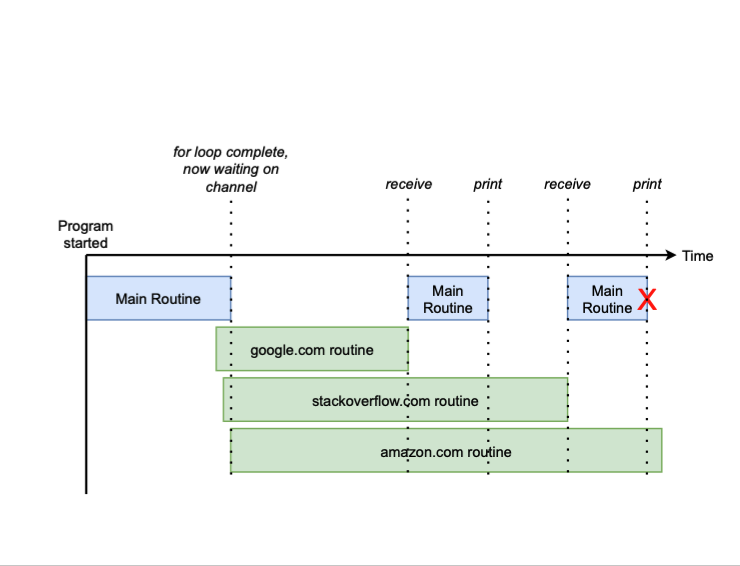 for loop complete,
now waiting on
channel
receive
print
receive
print
Program
started
Time
Main Routine
Main
Routine
Main
Routine
X
google.com routine
stackoverflow.com routine
amazon.com routine